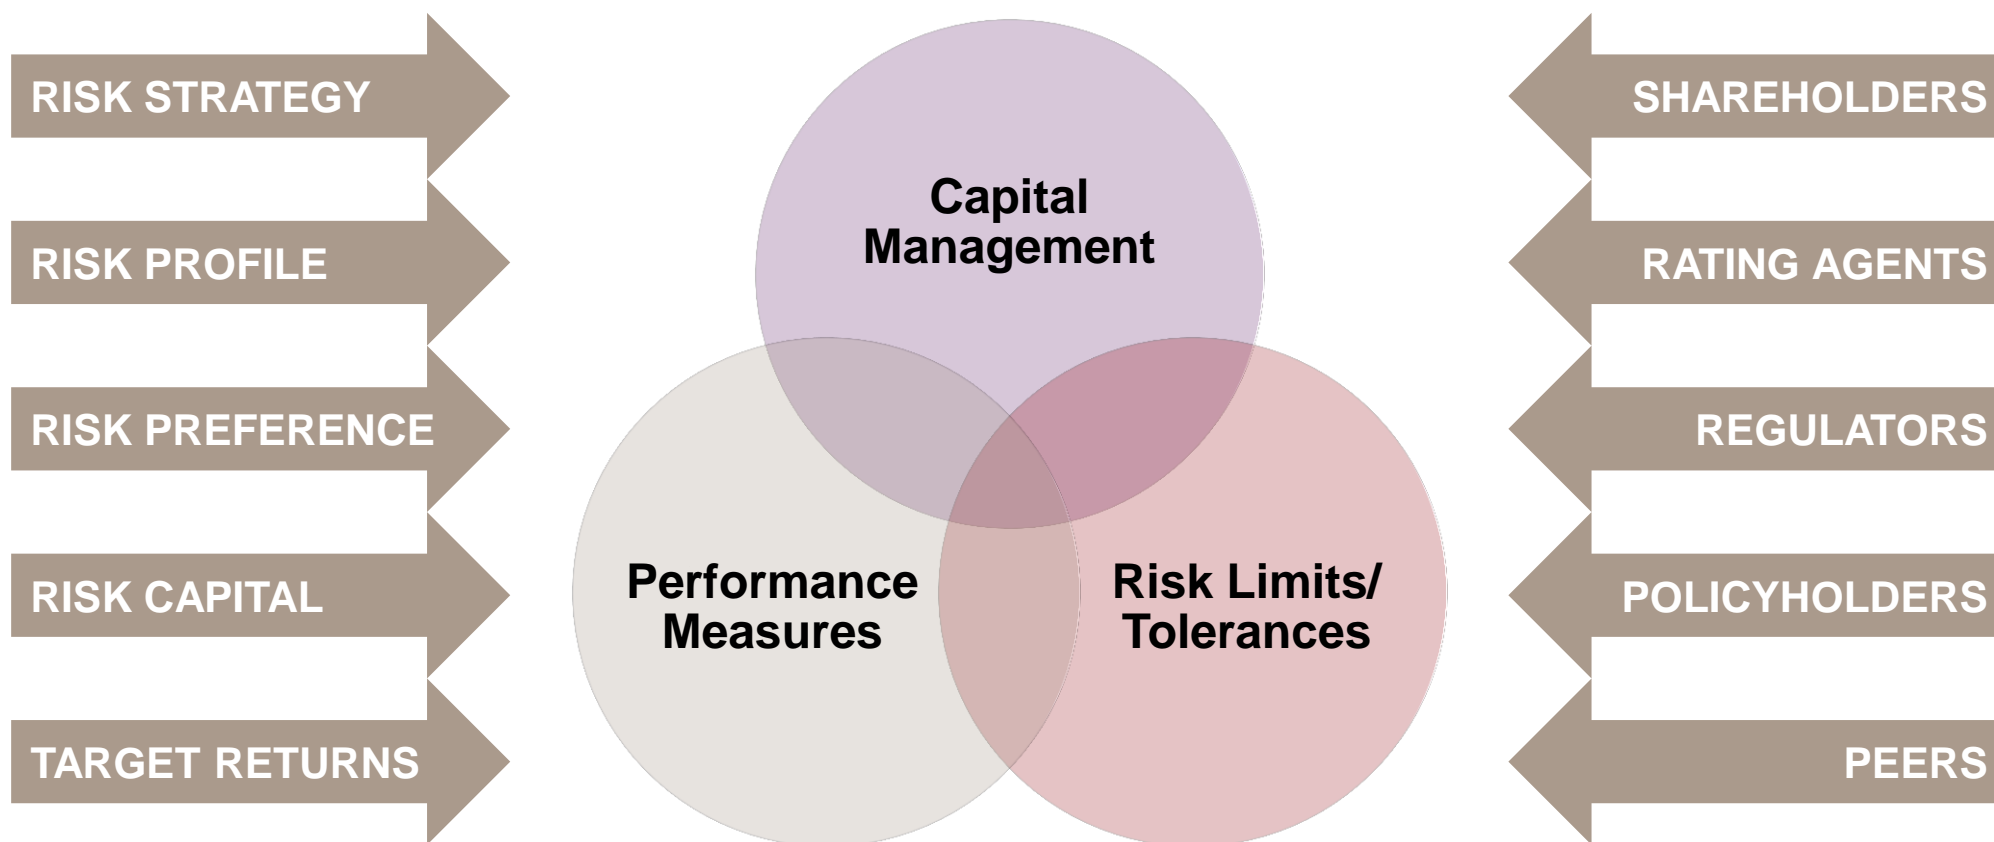 RISK STRATEGY
RISK PROFILE
RISK PREFERENCE
RISK CAPITAL
TARGET RETURNS
Capital
Management
Performance
Measures
Risk Limits/
Tolerances
SHAREHOLDERS
RATING AGENTS
REGULATORS
POLICYHOLDERS
PEERS